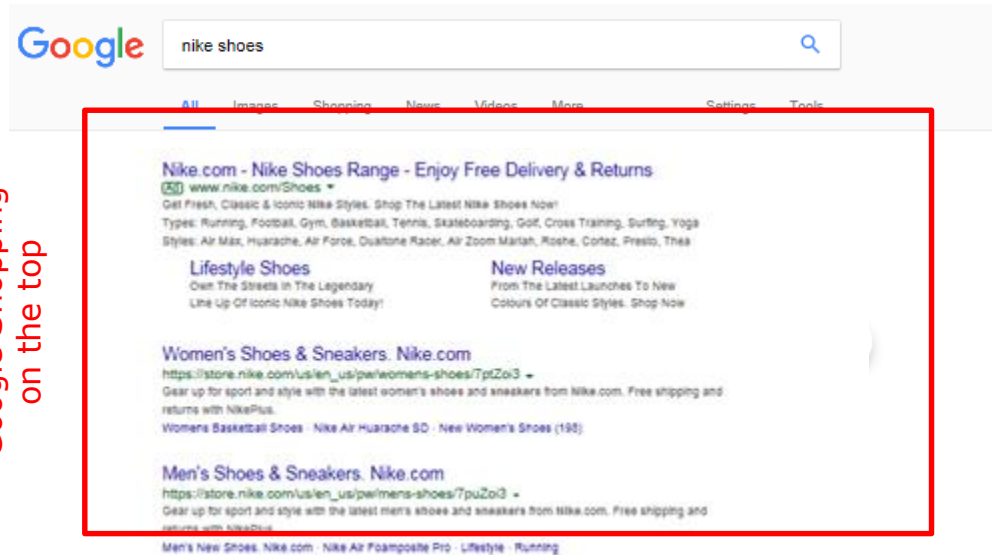 Google
nike shoes
All Images Shopping News Videos More Settings Tools
on the top
Nike.com - Nike Shoes Range - Enjoy Free Delivery & Returns
Ad www.nike.com/Shoes
Get Fresh, Classic & Iconic Nike Styles. Shop The Latest Nike Shoes Now!
Types: Running, Football, Gym, Basketball, Tennis, Skateboarding, Golf, Cross Training, Surfing, Yoga
Styles: Air Max, Huarache, Air Force, Dualtone Racer, Air Zoom Mariah, Roshe, Cortez, Presto, Thea
Lifestyle Shoes
Own The Streets In The Legendary
Line Up Of Iconic Nike Shoes Today!
New Releases
From The Latest Launches To New
Colours Of Classic Styles. Shop Now
Women's Shoes & Sneakers. Nike.com
https://store.nike.com/us/en_us/pw/womens-shoes/7ptZoi3
Gear up for sport and style with the latest women's shoes and sneakers from Nike.com. Free shipping and
returns with NikePlus.
Womens Basketball Shoes · Nike Air Huarache SD · New Women's Shoes (198)
Men's Shoes & Sneakers. Nike.com
https://store.nike.com/us/en_us/pw/mens-shoes/7puZoi3
Gear up for sport and style with the latest men's shoes and sneakers from Nike.com. Free shipping and
returns with NikePlus.
Men's New Shoes. Nike.com · Nike Air Foamposite Pro · Lifestyle · Running